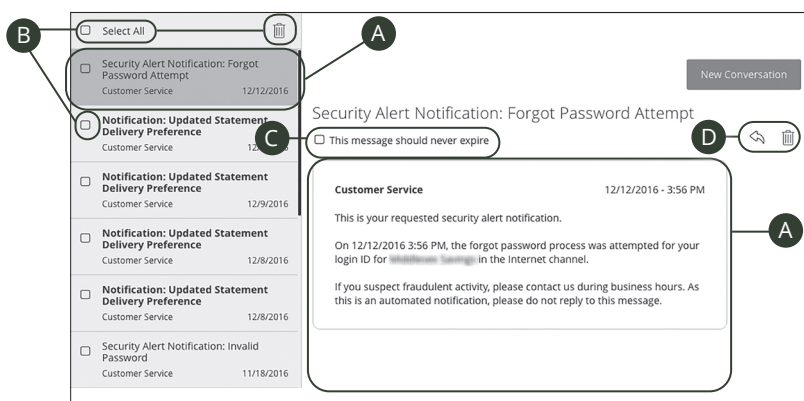 B
Select All
A
Security Alert Notification: Forgot
Password Attempt
Customer Service 12/12/2016
New Conversation
Notification: Updated Statement
Delivery Preference
Customer Service
Security Alert Notification: Forgot Password Attempt
C
This message should never expire
D
Notification: Updated Statement
Delivery Preference
Customer Service 12/9/2016
Customer Service 12/12/2016 - 3:56 PM
This is your requested security alert notification.
On 12/12/2016 3:56 PM, the forgot password process was attempted for your
login ID for in the Internet channel.
If you suspect fraudulent activity, please contact us during business hours. As
this is an automated notification, please do not reply to this message.
A
Notification: Updated Statement
Delivery Preference
Customer Service 12/8/2016
Notification: Updated Statement
Delivery Preference
Customer Service 12/8/2016
Security Alert Notification: Invalid
Password
Customer Service 11/18/2016